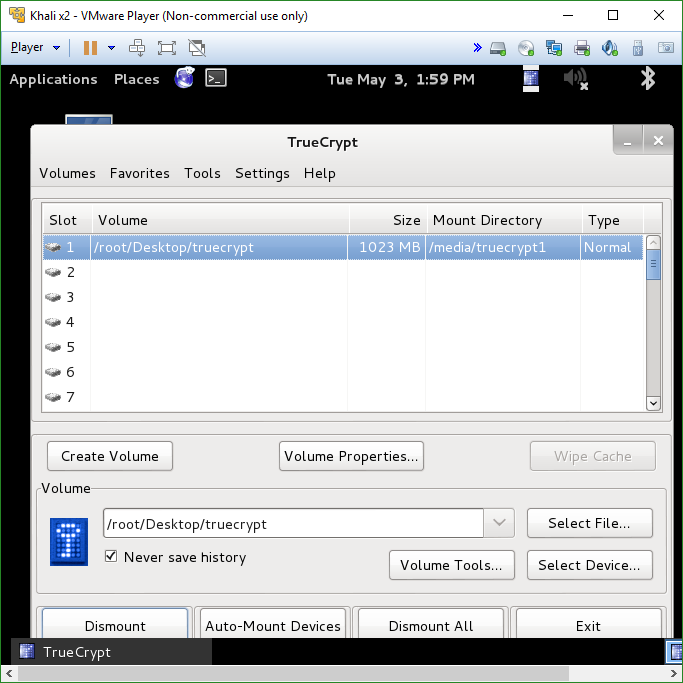 Khali x2 - VMware Player (Non-commercial use only)
Player
Applications Places Tue May 3, 1:59 PM
TrueCrypt
Volumes Favorites Tools Settings Help
Slot Volume Size Mount Directory Type
1 /root/Desktop/truecrypt 1023 MB /media/truecrypt1 Normal
2
3
4
5
6
7
Create Volume Volume Properties... Wipe Cache
Volume
/root/Desktop/truecrypt Select File...
Never save history
Volume Tools... Select Device...
Dismount Auto-Mount Devices Dismount All Exit
TrueCrypt